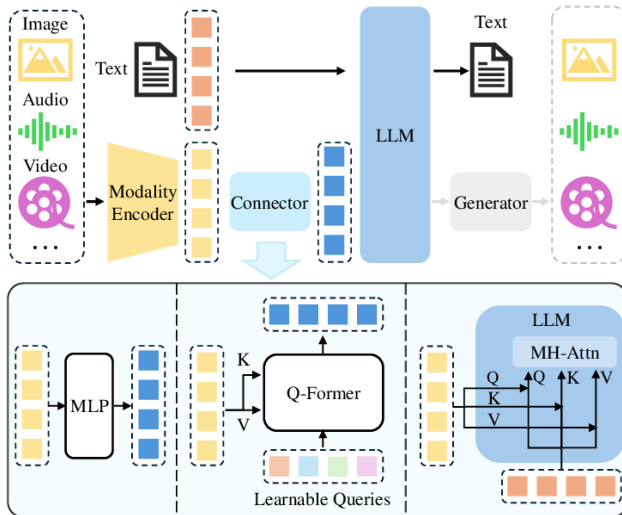 Image
Text
Text
Audio
LLM
Video
Modality
Encoder
Connector
Generator
...
...
MLP
K
V
Q-Former
Learnable Queries
LLM
MH-Attn
Q
K
V
Q
K
V